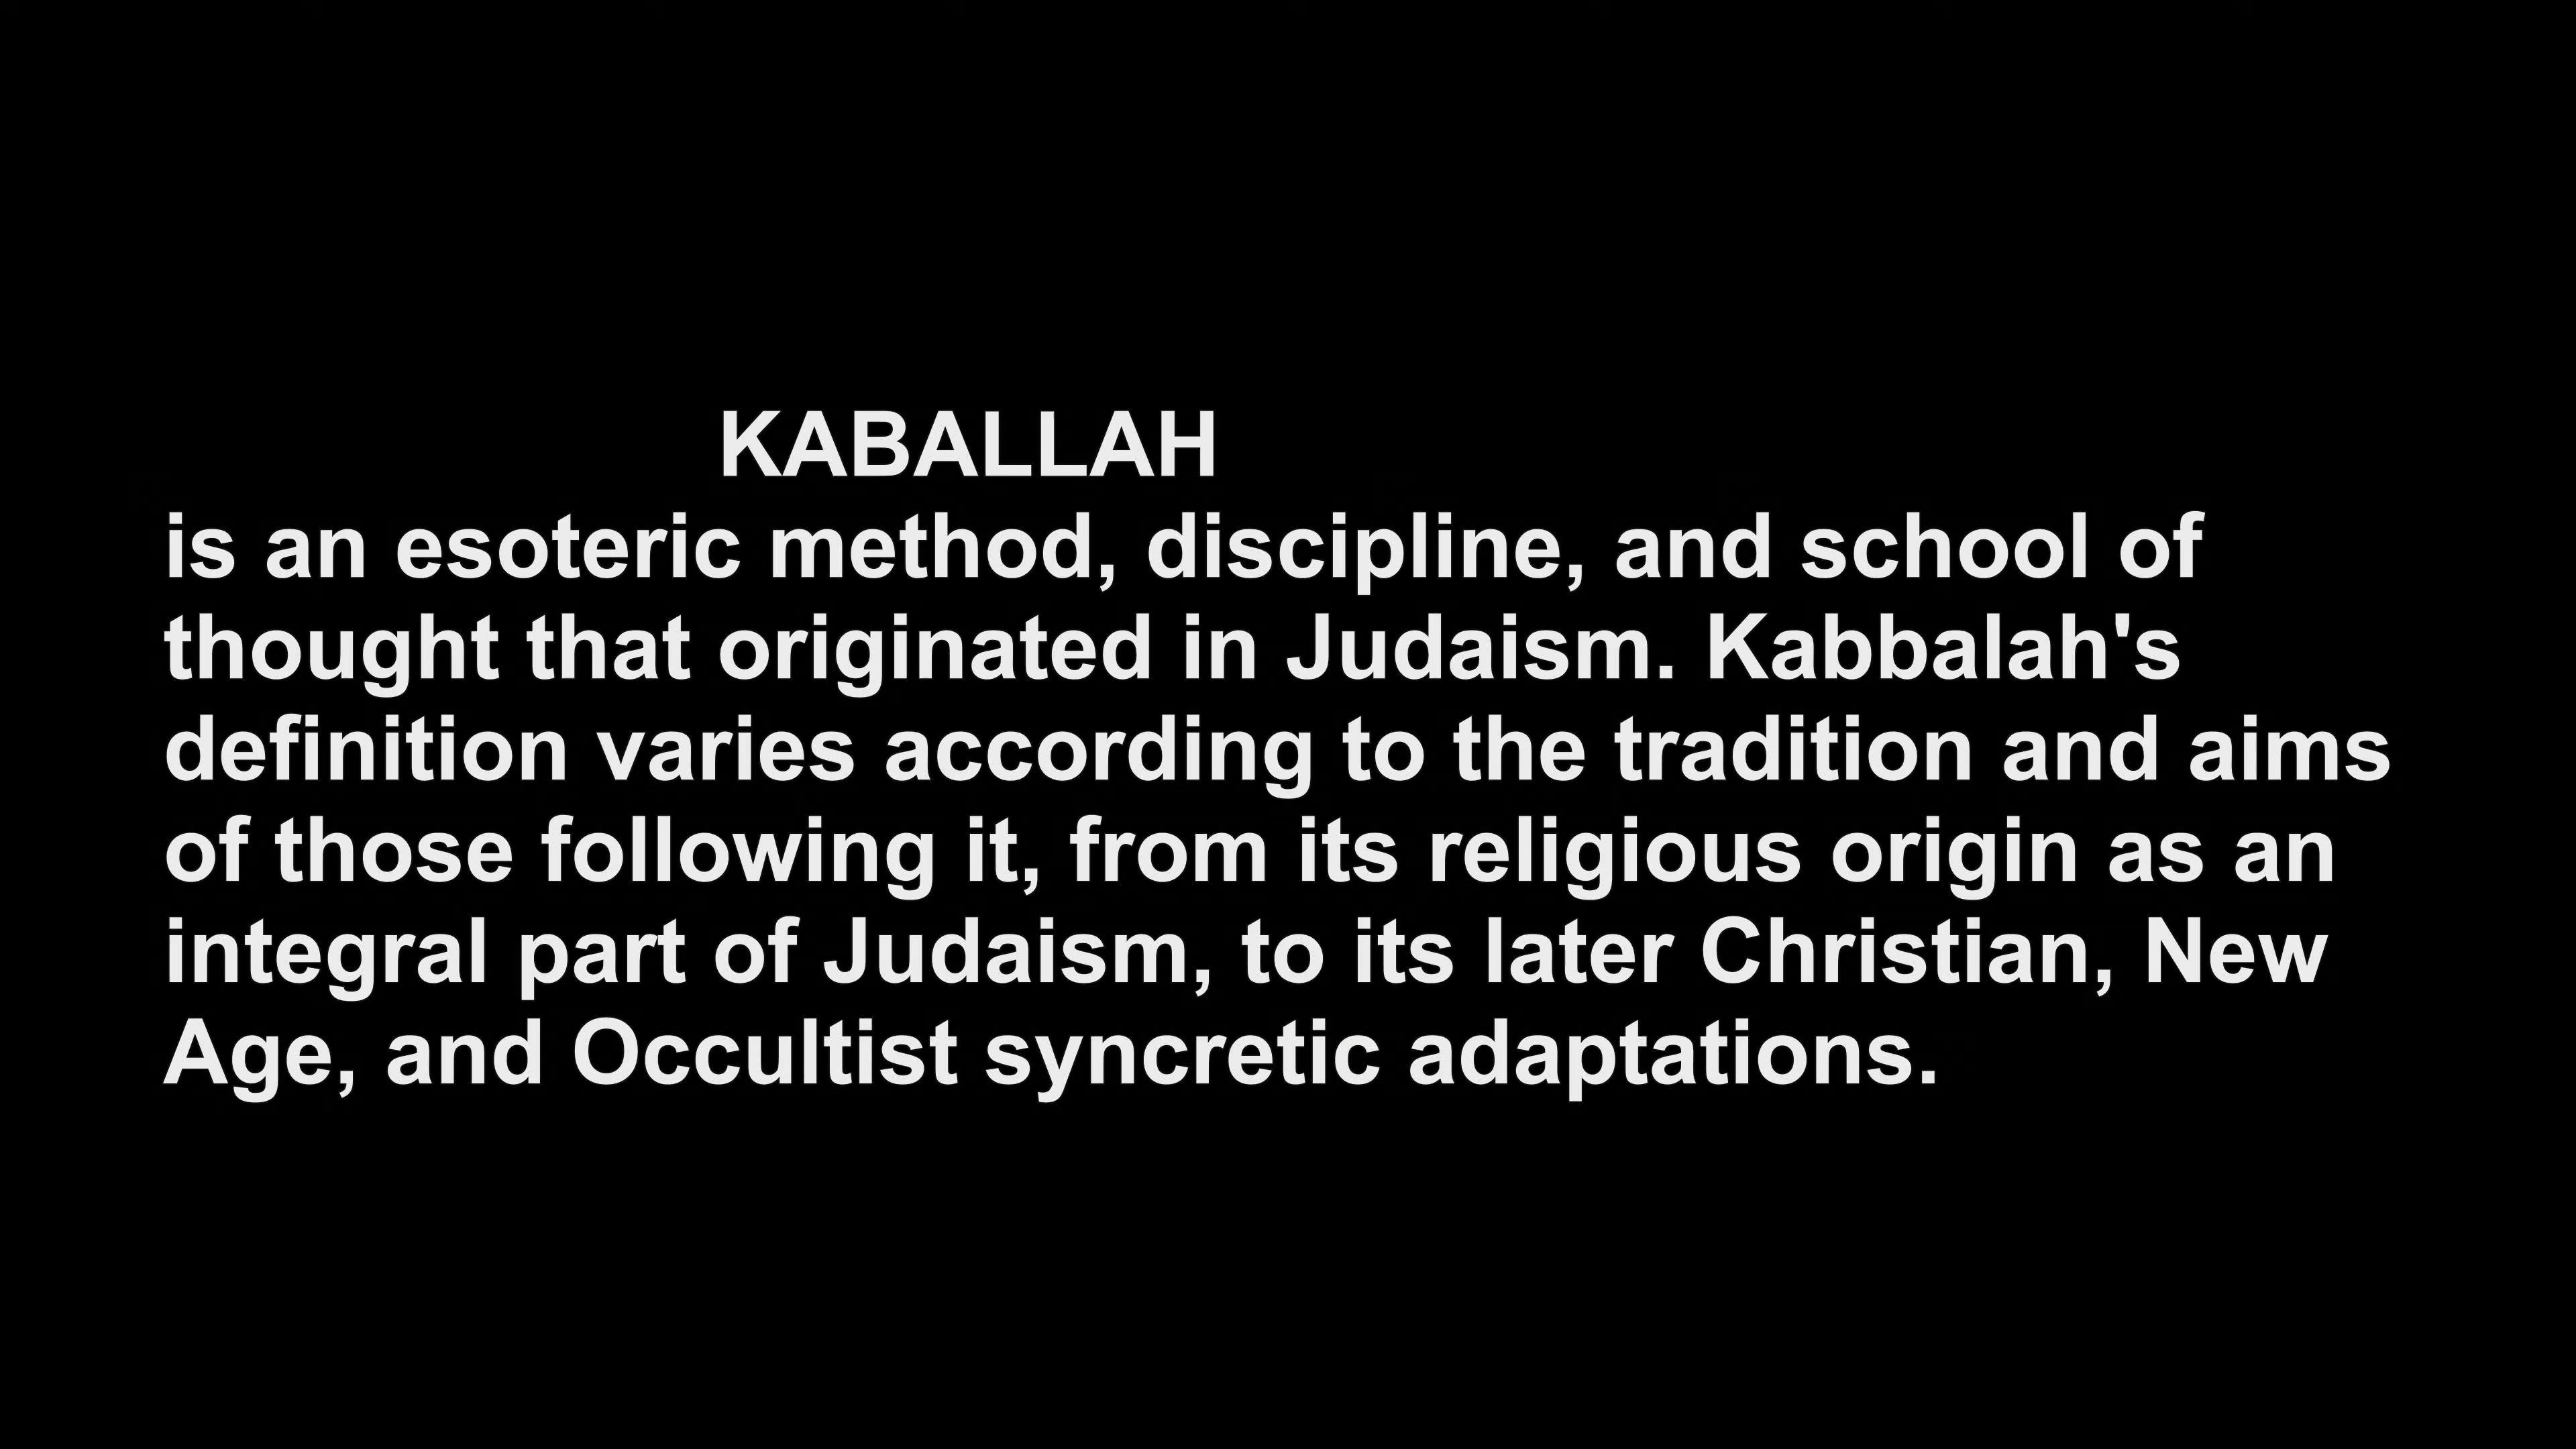 KABALLAH
is an esoteric method, discipline, and school of
thought that originated in Judaism. Kabbalah's
definition varies according to the tradition and aims
of those following it, from its religious origin as an
integral part of Judaism, to its later Christian, New
Age, and Occultist syncretic adaptations.